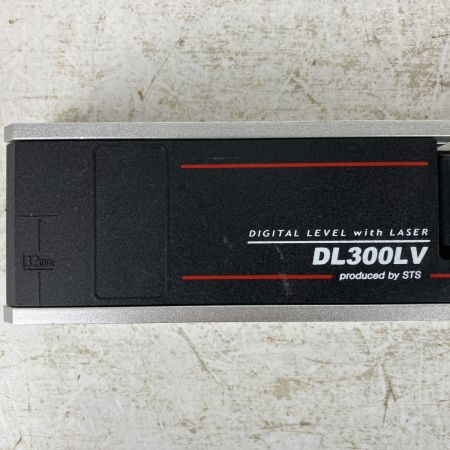 32mm
DIGITAL LEVEL with LASER
DL300LV
produced by STS